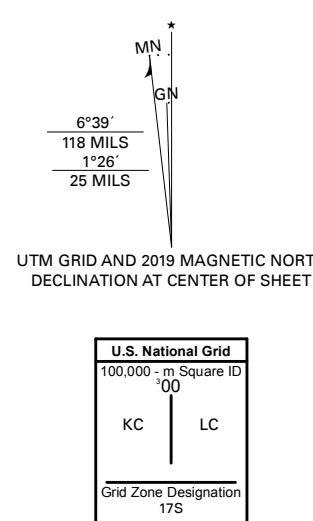 ★
MN
GN
6°39´
118 MILS
1°26´
25 MILS
UTM GRID AND 2019 MAGNETIC NORT
DECLINATION AT CENTER OF SHEET
U.S. National Grid
100,000 - m Square ID
³00
KC LC
Grid Zone Designation
17S